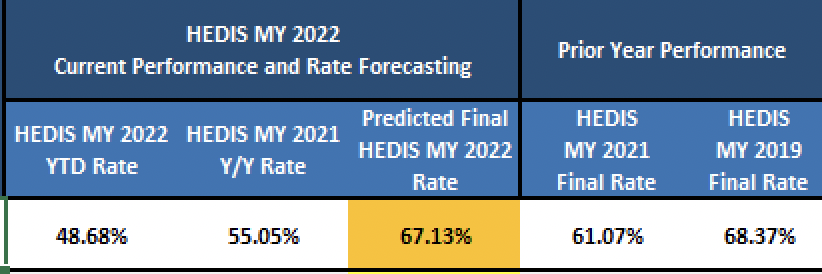 HEDIS MY 2022
Current Performance and Rate Forecasting
Prior Year Performance
HEDIS MY 2022
YTD Rate
HEDIS MY 2021
Y/Y Rate
Predicted Final
HEDIS MY 2022
Rate
HEDIS
MY 2021
Final Rate
HEDIS
MY 2019
Final Rate
48.68%
55.05%
67.13%
61.07%
68.37%